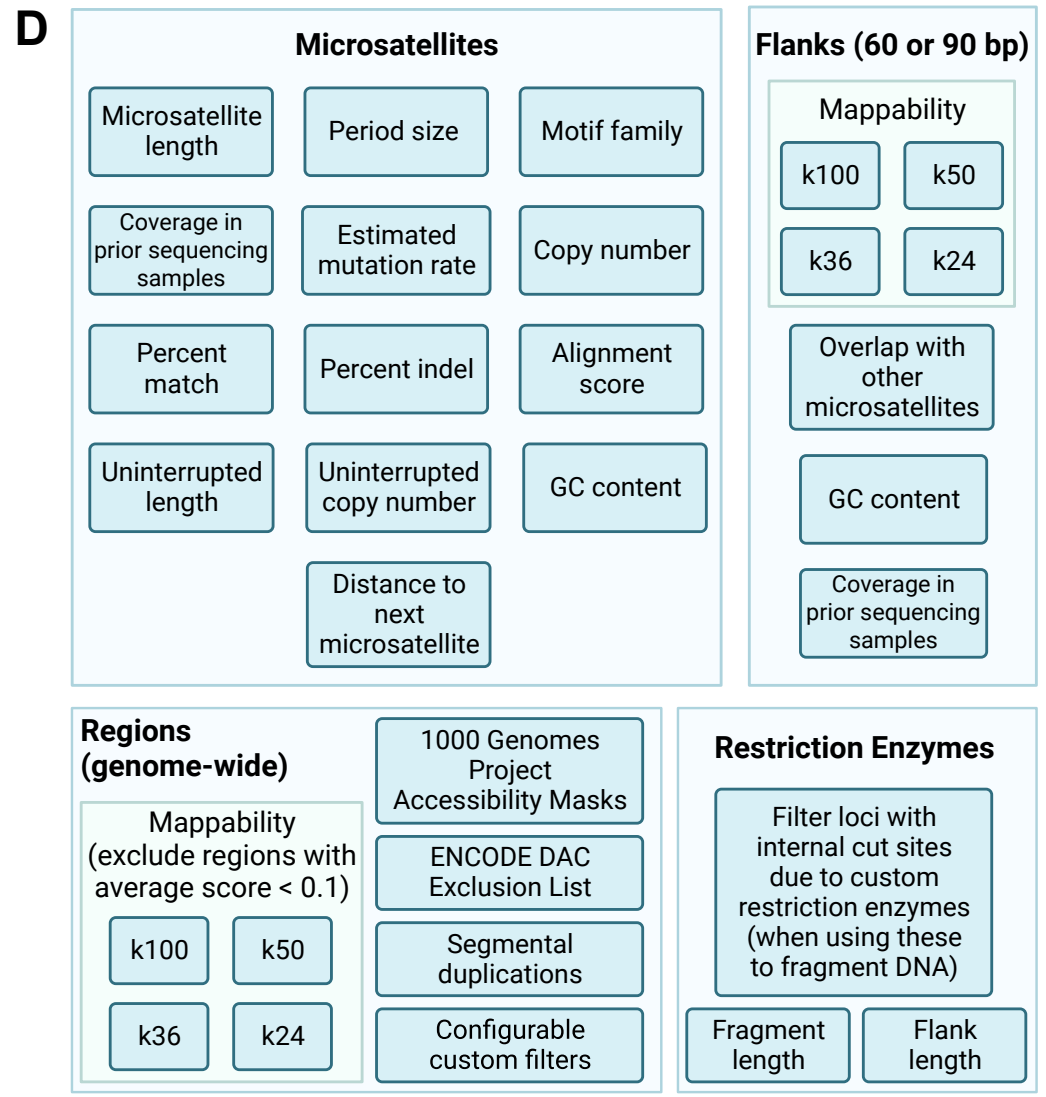 D
Microsatellites
Microsatellite
length
Period size
Motif family
Coverage in
prior sequencing
samples
Estimated
mutation rate
Copy number
Percent
match
Percent indel
Alignment
score
Uninterrupted
length
Uninterrupted
copy number
GC content
Distance to
next
microsatellite
Flanks (60 or 90 bp)
Mappability
k100
k50
k36
k24
Overlap with
other
microsatellites
GC content
Coverage in
prior sequencing
samples
Regions
(genome-wide)
Mappability
(exclude regions with
average score < 0.1)
k100
k50
k36
k24
1000 Genomes
Project
Accessibility Masks
ENCODE DAC
Exclusion List
Segmental
duplications
Configurable
custom filters
Restriction Enzymes
Filter loci with
internal cut sites
due to custom
restriction enzymes
(when using these
to fragment DNA)
Fragment
length
Flank
length